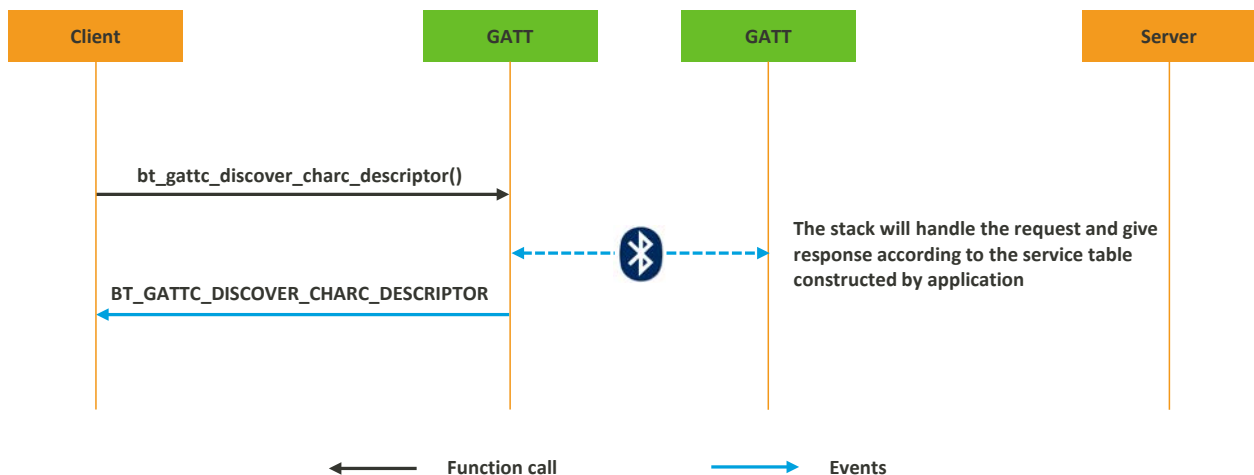 Client
GATT
GATT
Server
bt_gattc_discover_charc_descriptor()
The stack will handle the request and give
response according to the service table
constructed by application
BT_GATTC_DISCOVER_CHARC_DESCRIPTOR
Function call
Events